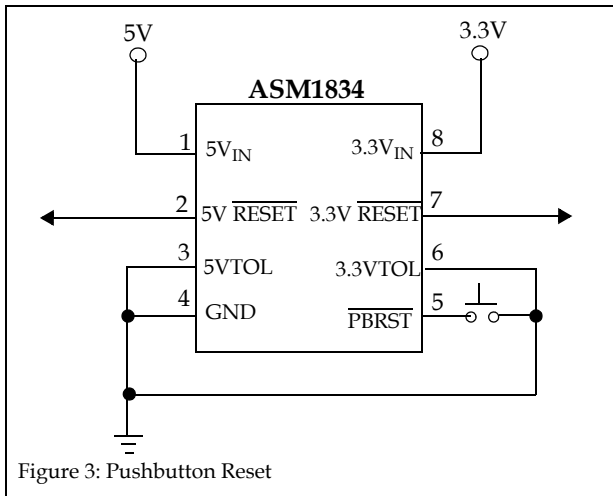 5V
3.3V
ASM1834
1
5VIN
3.3VIN
8
2
5V RESET
3.3V RESET
7
3
5VTOL
3.3VTOL
6
4
GND
PBRST
5
Figure 3: Pushbutton Reset